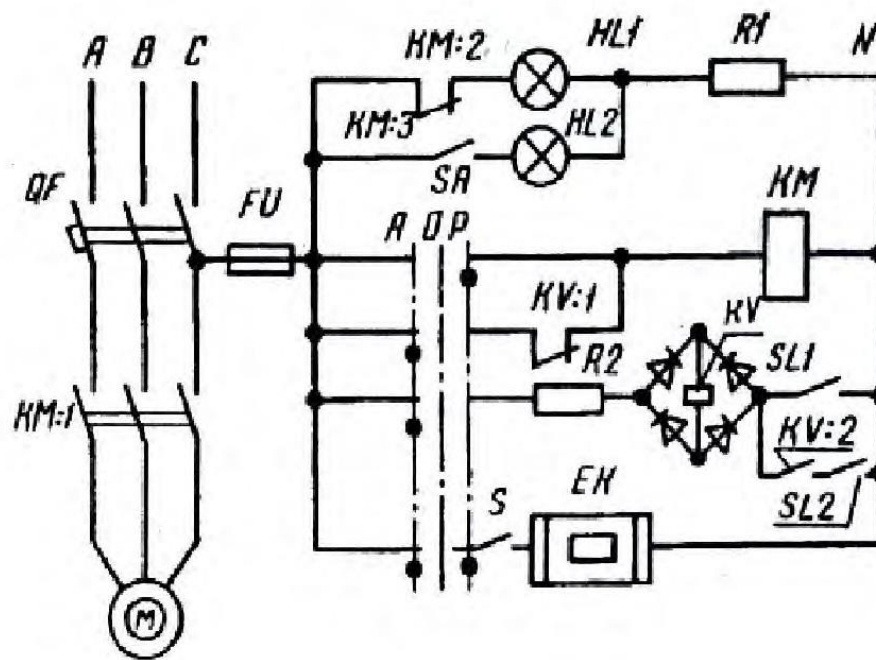 A B C
KM:2 HL1 R1 N
KM:3 HL2
QF FU SA KM
A O P
KV:1 KV
R2 SL1
KM:1 KV:2
S EK SL2
M